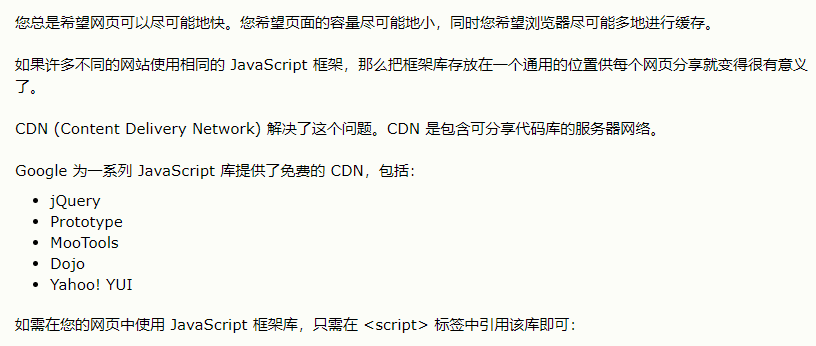 您总是希望网页可以尽可能地快。您希望页面的容量尽可能地小，同时您希望浏览器尽可能多地进行缓存。
如果许多不同的网站使用相同的 JavaScript 框架，那么把框架库存放在一个通用的位置供每个网页分享就变得很有意义
了。
CDN (Content Delivery Network) 解决了这个问题。CDN 是包含可分享代码库的服务器网络。
Google 为一系列 JavaScript 库提供了免费的 CDN，包括：
• jQuery
• Prototype
• MooTools
• Dojo
• Yahoo! YUI
如需在您的网页中使用 JavaScript 框架库，只需在 <script> 标签中引用该库即可：